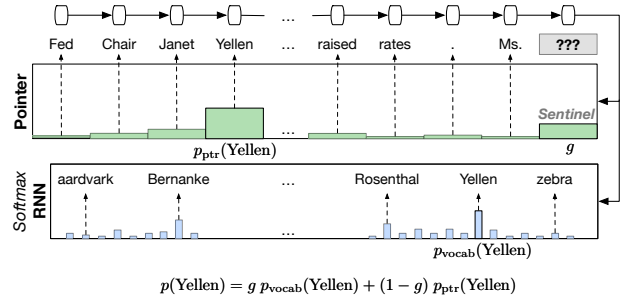 ...
Fed Chair Janet Yellen ... raised rates . Ms. ???
Pointer
Sentinel
...
p_ptr(Yellen) g
Softmax
RNN
aardvark Bernanke ... Rosenthal Yellen zebra
...
p_vocab(Yellen)
p(Yellen) = g p_vocab(Yellen) + (1 − g) p_ptr(Yellen)